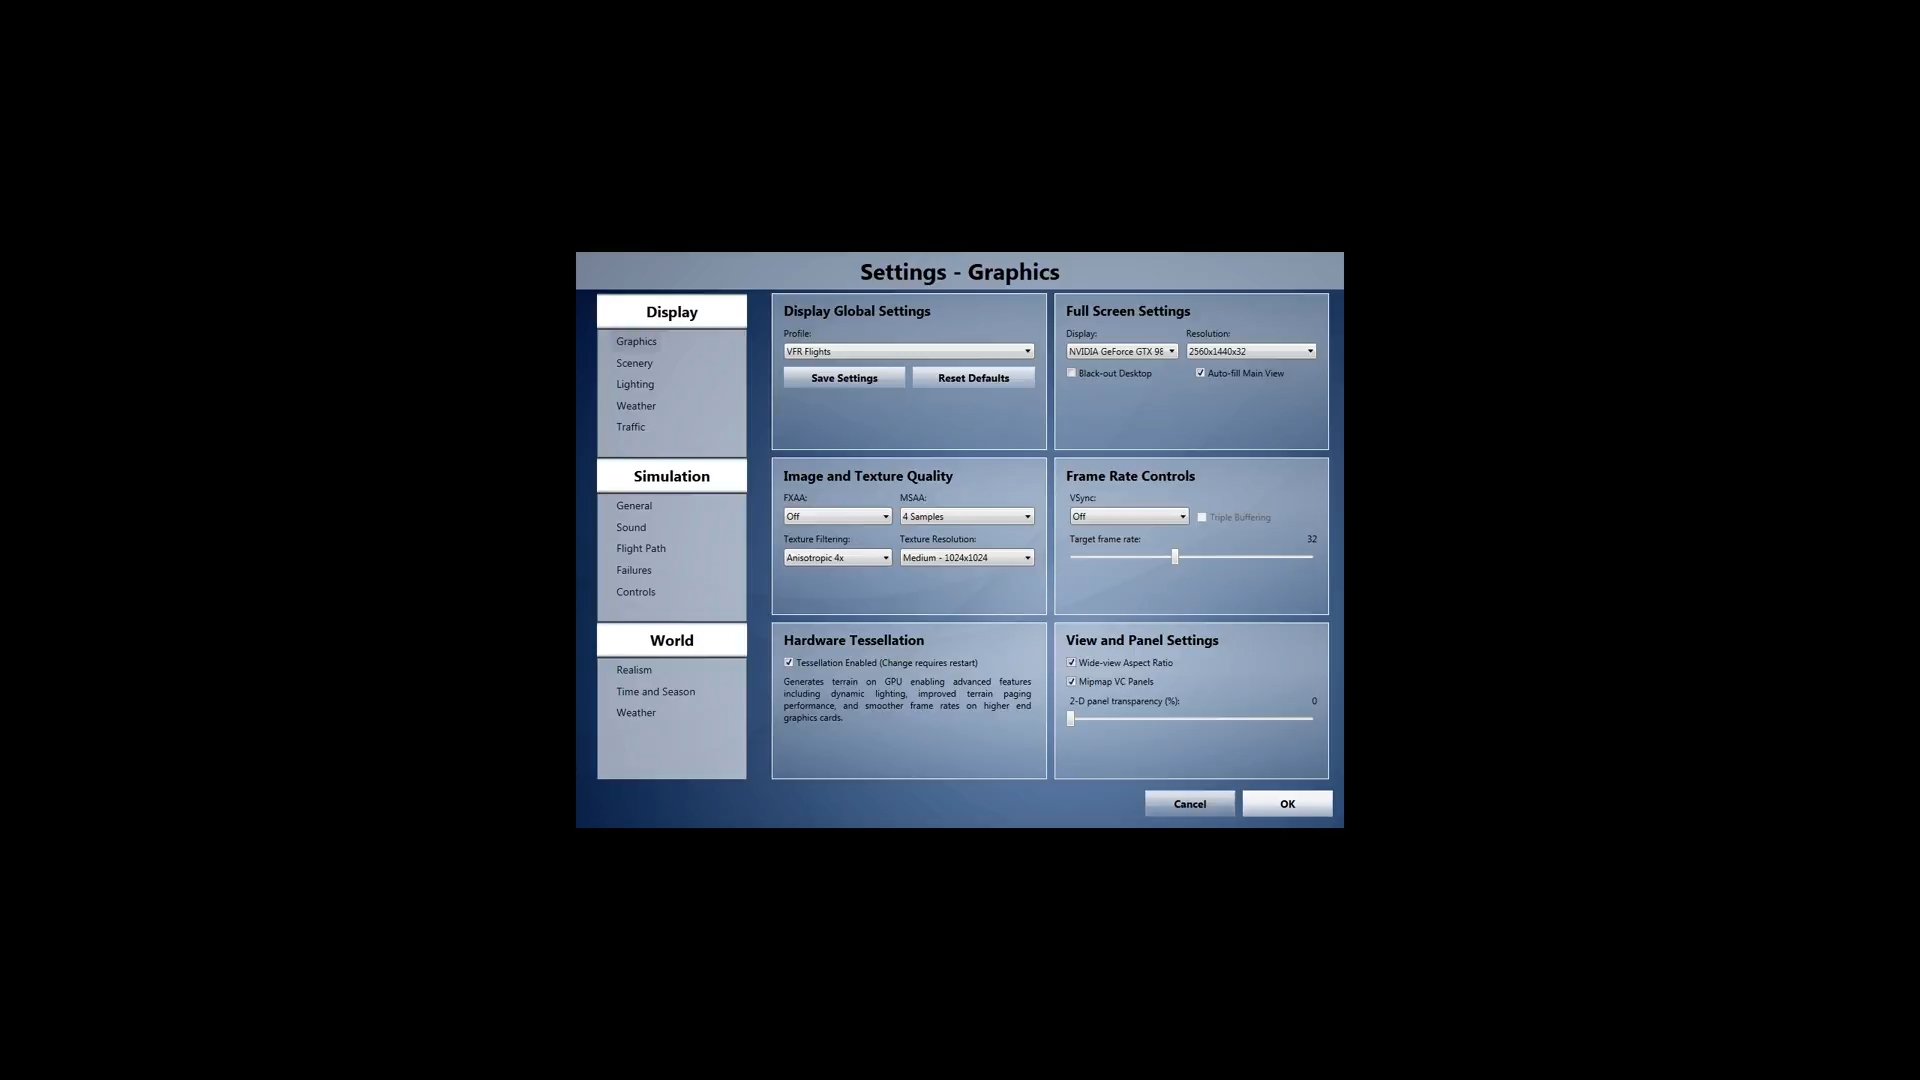 Settings - Graphics
Display
Graphics
Scenery
Lighting
Weather
Traffic
Simulation
General
Sound
Flight Path
Failures
Controls
World
Realism
Time and Season
Weather
Display Global Settings
Profile:
VFR Flights
Save Settings Reset Defaults
Full Screen Settings
Display: Resolution:
NVIDIA GeForce GTX 98 2560x1440x32
Black-out Desktop Auto-fill Main View
Image and Texture Quality
FXAA: MSAA:
Off 4 Samples
Texture Filtering: Texture Resolution:
Anisotropic 4x Medium - 1024x1024
Frame Rate Controls
VSync:
Off Triple Buffering
Target frame rate: 32
Hardware Tessellation
Tessellation Enabled (Change requires restart)
Generates terrain on GPU enabling advanced features
including dynamic lighting, improved terrain paging
performance, and smoother frame rates on higher end
graphics cards.
View and Panel Settings
Wide-view Aspect Ratio
Mipmap VC Panels
2-D panel transparency (%): 0
Cancel OK